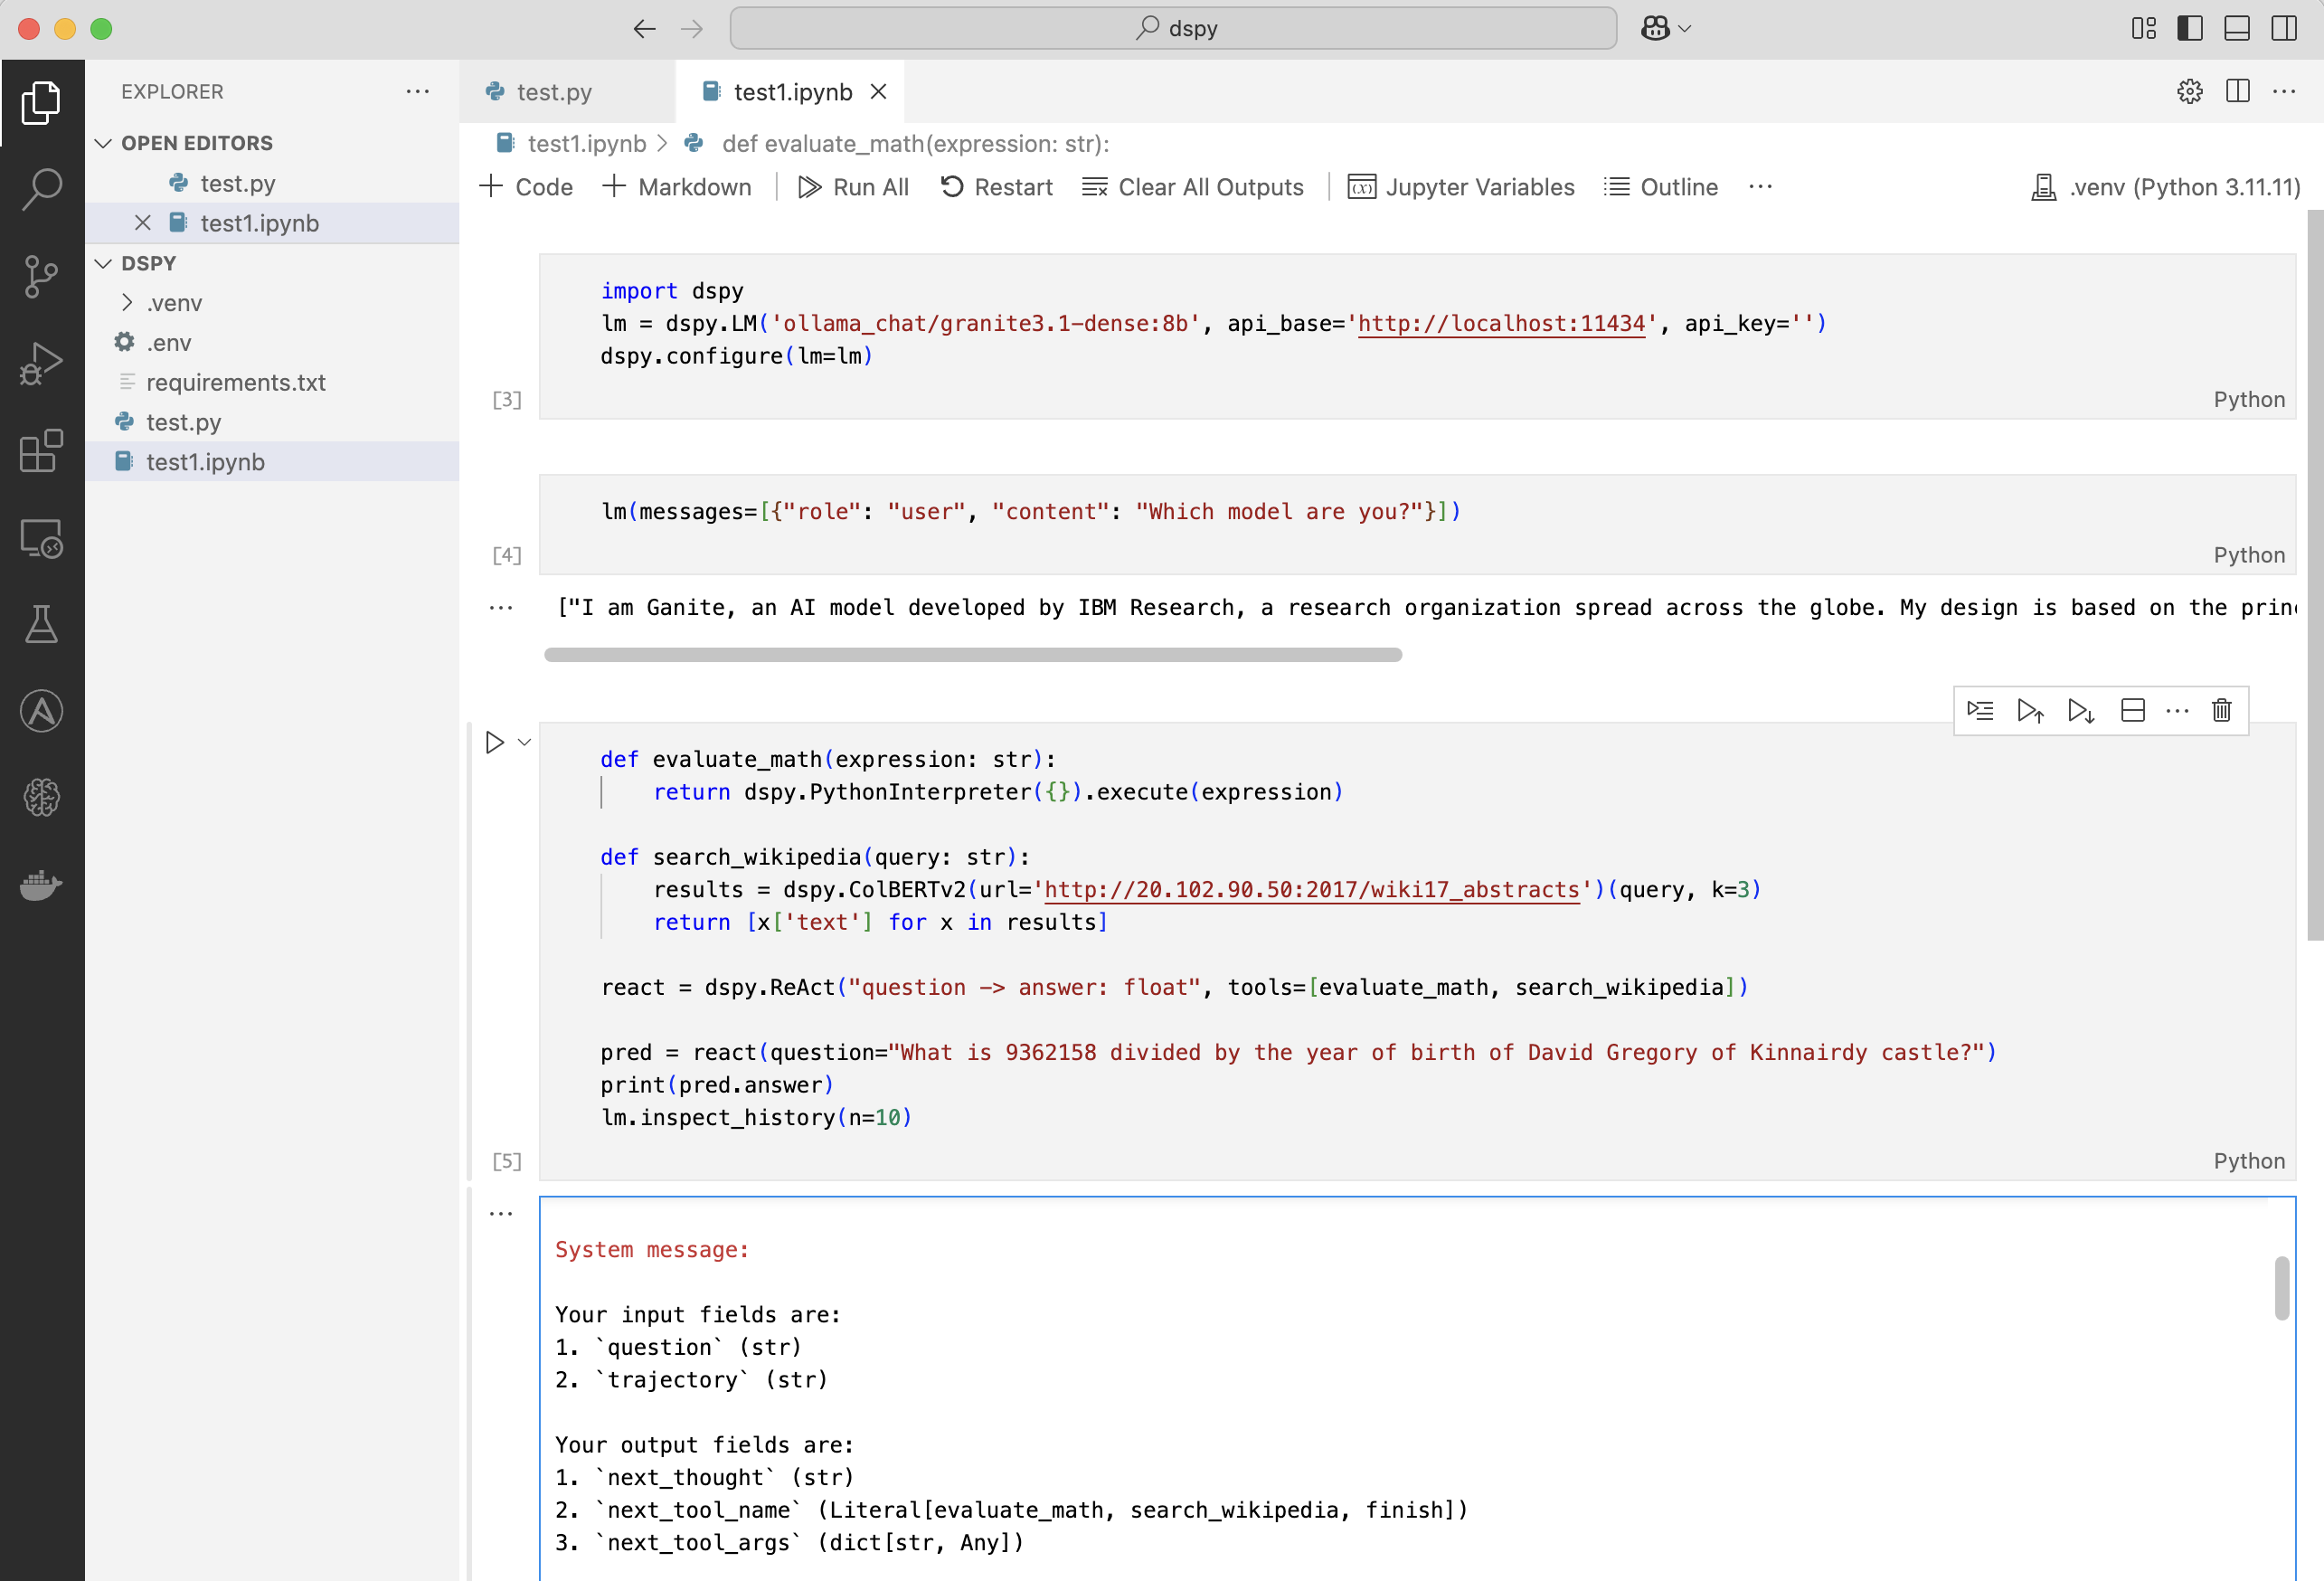 dspy
EXPLORER
OPEN EDITORS
test.py
test1.ipynb
DSPY
.venv
.env
requirements.txt
test.py
test1.ipynb
test.py
test1.ipynb
test1.ipynb > def evaluate_math(expression: str):
Code
Markdown
Run All
Restart
Clear All Outputs
Jupyter Variables
Outline
.venv (Python 3.11.11)
import dspy
lm = dspy.LM('ollama_chat/granite3.1-dense:8b', api_base='http://localhost:11434', api_key='')
dspy.configure(lm=lm)
[3]
Python
lm(messages=[{"role": "user", "content": "Which model are you?"}])
[4]
Python
["I am Ganite, an AI model developed by IBM Research, a research organization spread across the globe. My design is based on the prin
def evaluate_math(expression: str):
    return dspy.PythonInterpreter({}).execute(expression)
def search_wikipedia(query: str):
    results = dspy.ColBERTv2(url='http://20.102.90.50:2017/wiki17_abstracts')(query, k=3)
    return [x['text'] for x in results]
react = dspy.ReAct("question -> answer: float", tools=[evaluate_math, search_wikipedia])
pred = react(question="What is 9362158 divided by the year of birth of David Gregory of Kinnairdy castle?")
print(pred.answer)
lm.inspect_history(n=10)
[5]
Python
System message:
Your input fields are:
1. `question` (str)
2. `trajectory` (str)
Your output fields are:
1. `next_thought` (str)
2. `next_tool_name` (Literal[evaluate_math, search_wikipedia, finish])
3. `next_tool_args` (dict[str, Any])